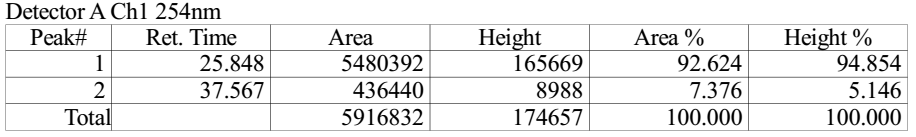 Detector A Ch1 254nm
Peak# Ret. Time Area Height Area % Height %
1 25.848 5480392 165669 92.624 94.854
2 37.567 436440 8988 7.376 5.146
Total 5916832 174657 100.000 100.000